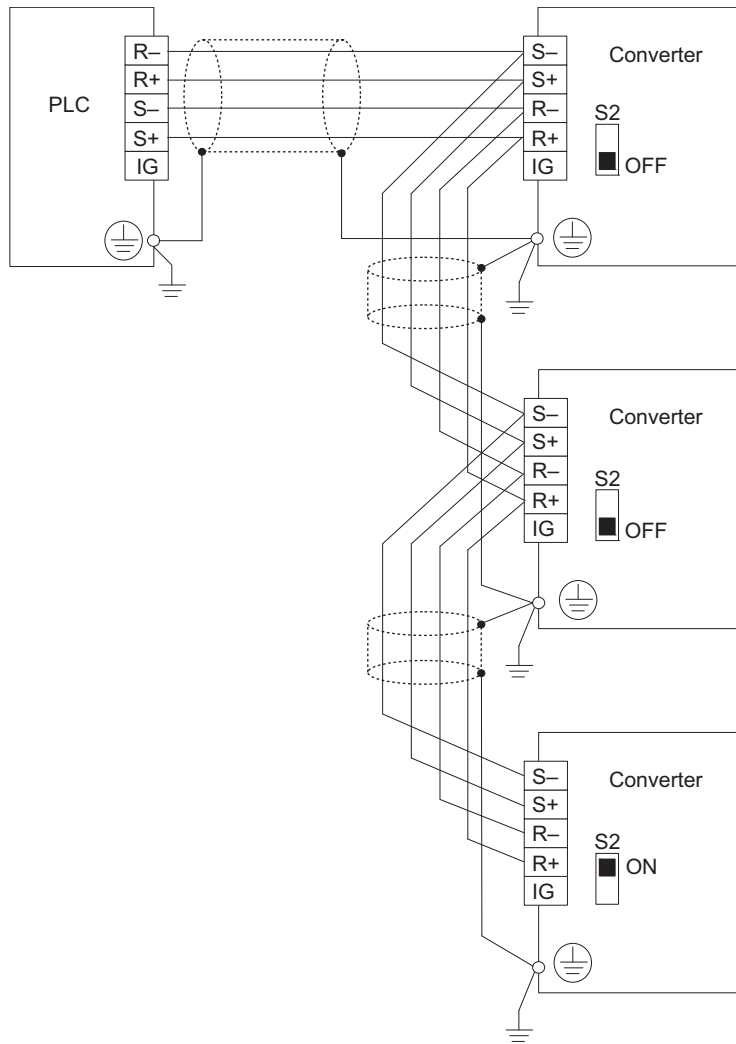 PLC
R–
R+
S–
S+
IG
S–
S+
R–
R+
IG
Converter
S2
OFF
S–
S+
R–
R+
IG
Converter
S2
OFF
S–
S+
R–
R+
IG
Converter
S2
ON